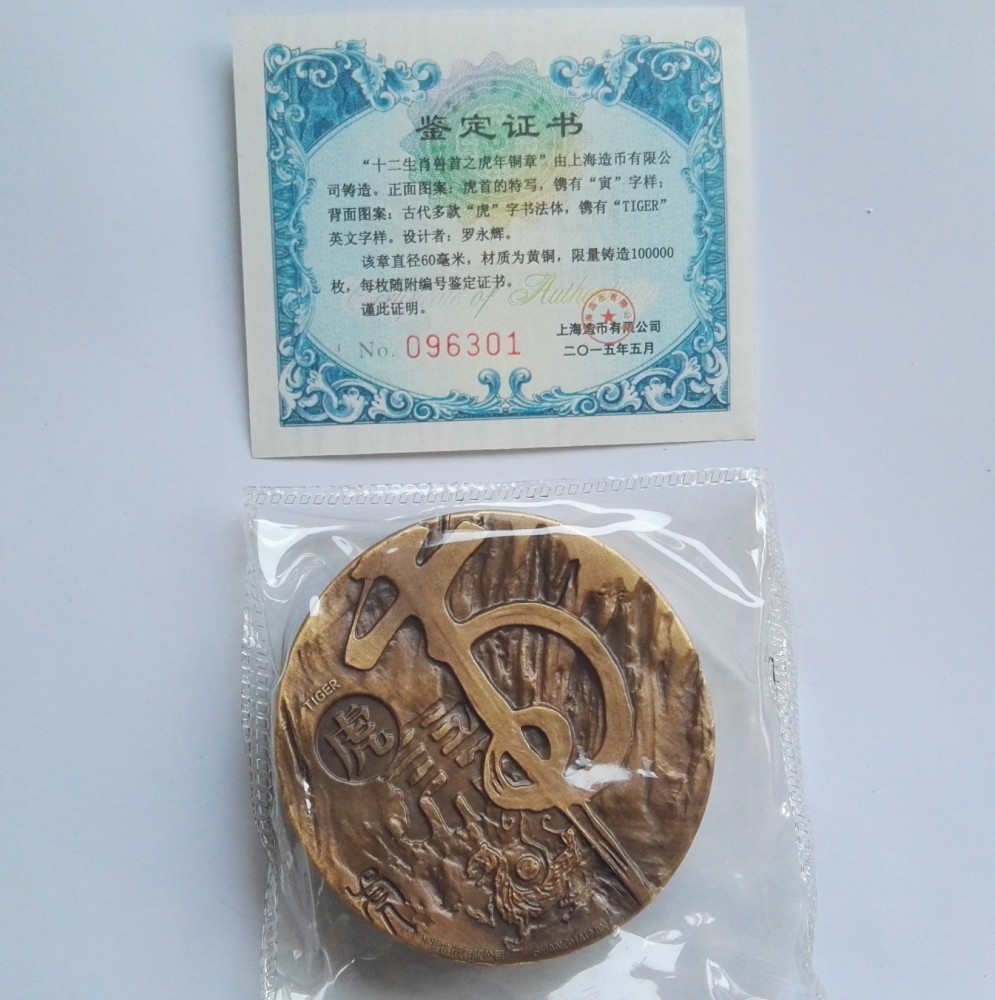 鉴定证书
“十二生肖兽首之虎年铜章”由上海造币有限公
司铸造。正面图案：虎首的特写，镌有“寅”字样；
背面图案：古代多款“虎”字书法体，镌有“TIGER”
英文字样。设计者：罗永辉。
该章直径60毫米，材质为黄铜，限量铸造100000
枚，每枚随附编号鉴定证书。
谨此证明。
Certificate of Authenticity
上海造币有限公司
No. 096301
二〇一五年五月
TIGER
虎